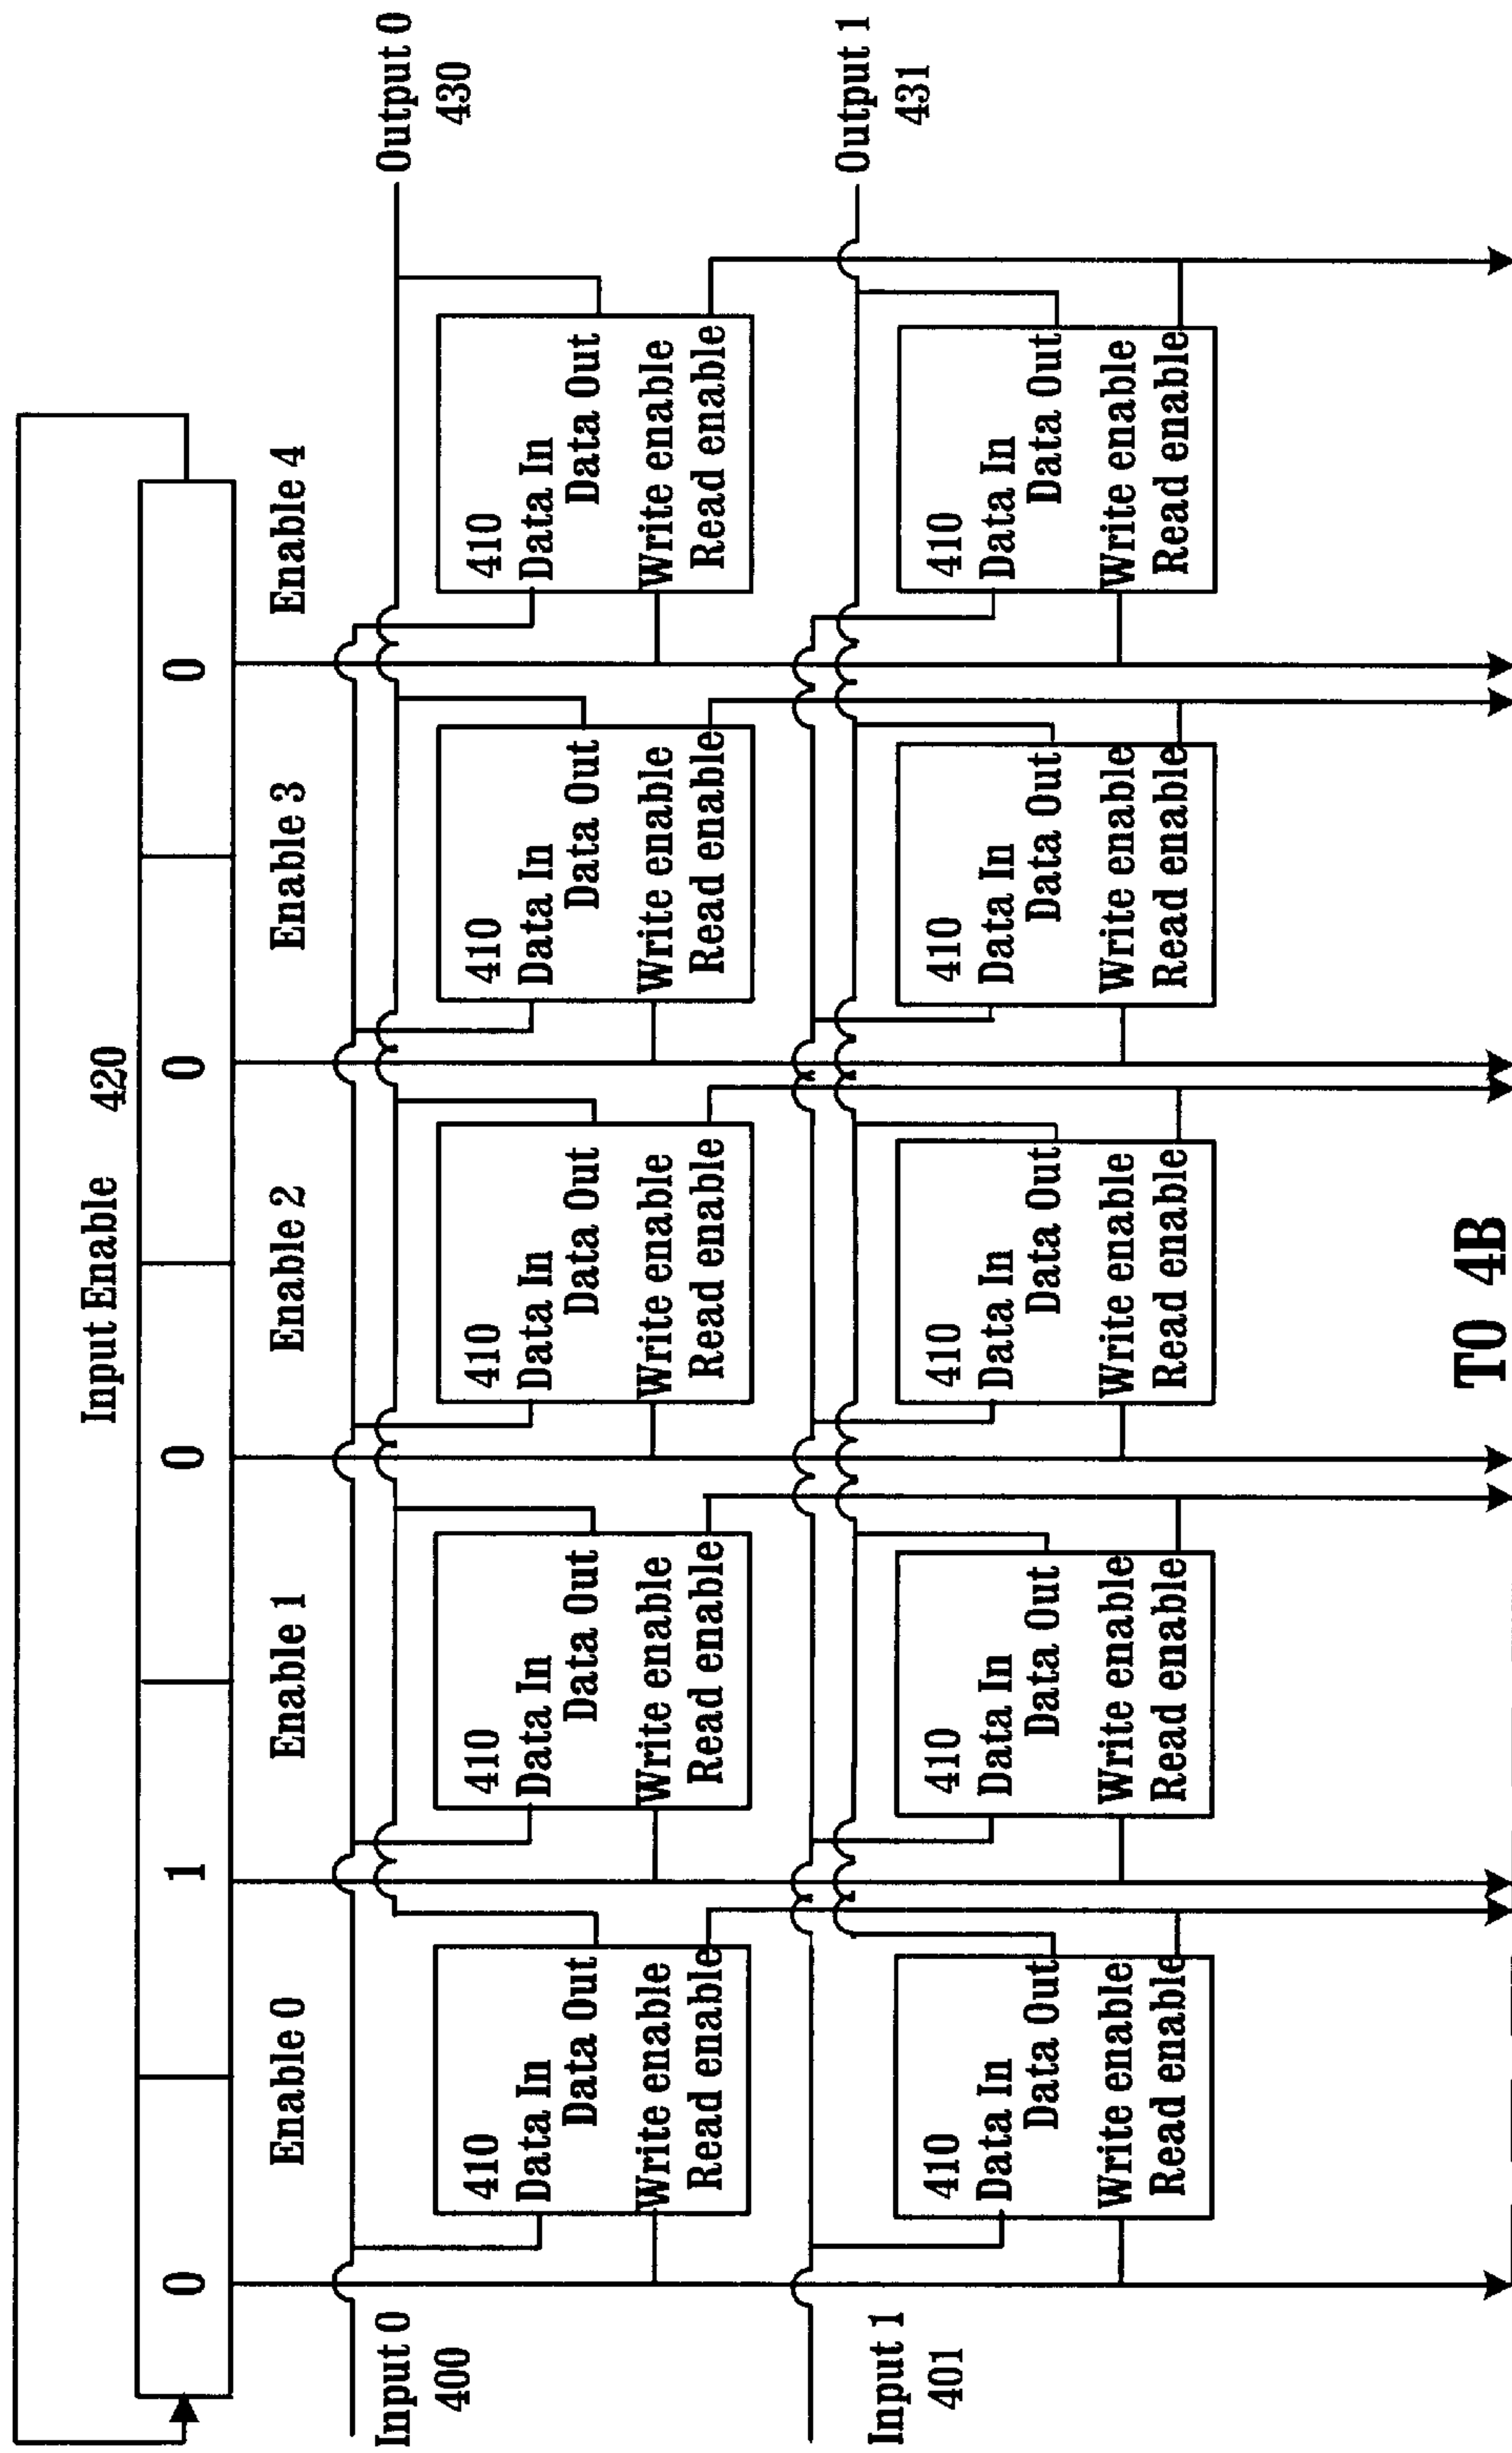 Input Enable 420
0 1 0 0 0
Enable 0 Enable 1 Enable 2 Enable 3 Enable 4
Input 0
400
Output 0
430
410
Data In
Data Out
Write enable
Read enable
410
Data In
Data Out
Write enable
Read enable
410
Data In
Data Out
Write enable
Read enable
410
Data In
Data Out
Write enable
Read enable
410
Data In
Data Out
Write enable
Read enable
Input 1
401
Output 1
431
410
Data In
Data Out
Write enable
Read enable
410
Data In
Data Out
Write enable
Read enable
410
Data In
Data Out
Write enable
Read enable
410
Data In
Data Out
Write enable
Read enable
410
Data In
Data Out
Write enable
Read enable
TO 4B